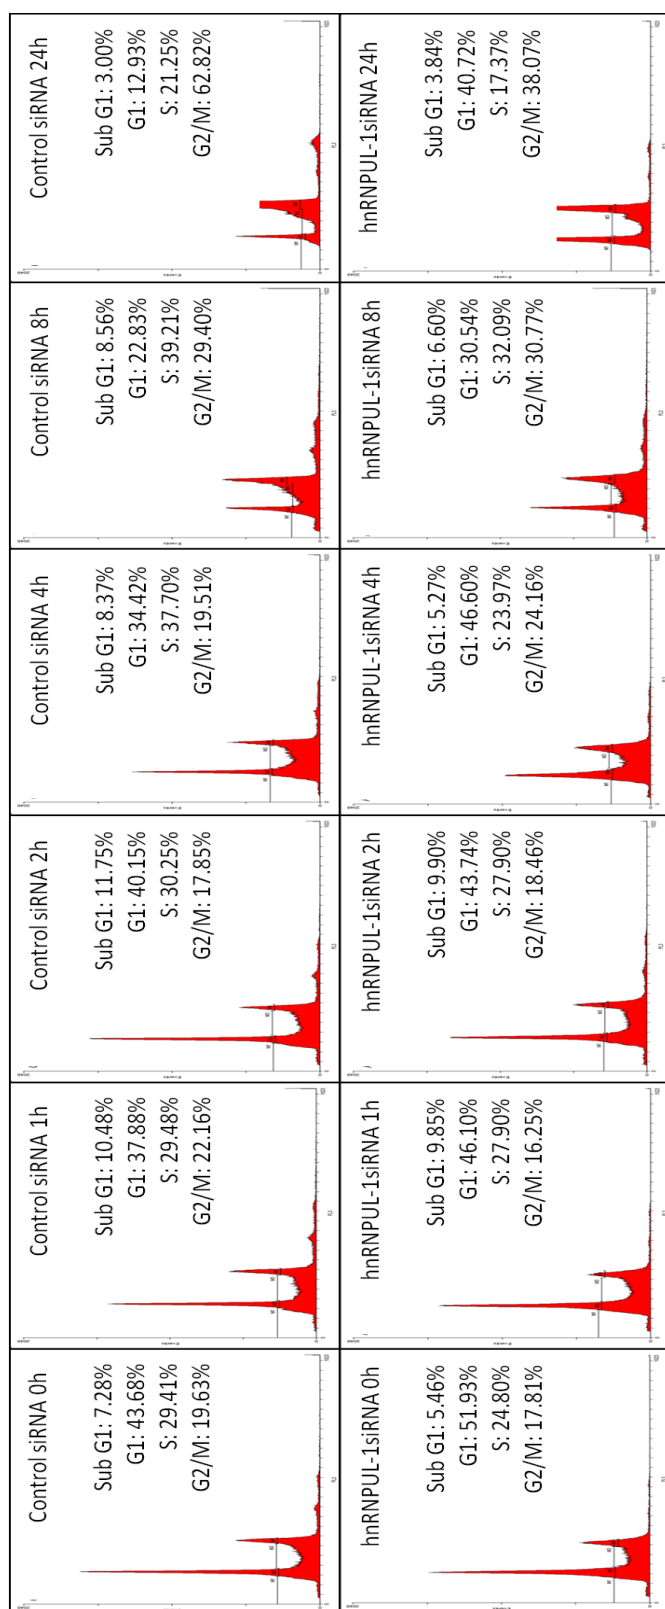 Control siRNA 0h
Sub G1: 7.28%
G1: 43.68%
S: 29.41%
G2/M: 19.63%
Control siRNA 1h
Sub G1: 10.48%
G1: 37.88%
S: 29.48%
G2/M: 22.16%
Control siRNA 2h
Sub G1: 11.75%
G1: 40.15%
S: 30.25%
G2/M: 17.85%
Control siRNA 4h
Sub G1: 8.37%
G1: 34.42%
S: 37.70%
G2/M: 19.51%
Control siRNA 8h
Sub G1: 8.56%
G1: 22.83%
S: 39.21%
G2/M: 29.40%
Control siRNA 24h
Sub G1: 3.00%
G1: 12.93%
S: 21.25%
G2/M: 62.82%
hnRNPUL-1siRNA 0h
Sub G1: 5.46%
G1: 51.93%
S: 24.80%
G2/M: 17.81%
hnRNPUL-1siRNA 1h
Sub G1: 9.85%
G1: 46.10%
S: 27.90%
G2/M: 16.25%
hnRNPUL-1siRNA 2h
Sub G1: 9.90%
G1: 43.74%
S: 27.90%
G2/M: 18.46%
hnRNPUL-1siRNA 4h
Sub G1: 5.27%
G1: 46.60%
S: 23.97%
G2/M: 24.16%
hnRNPUL-1siRNA 8h
Sub G1: 6.60%
G1: 30.54%
S: 32.09%
G2/M: 30.77%
hnRNPUL-1siRNA 24h
Sub G1: 3.84%
G1: 40.72%
S: 17.37%
G2/M: 38.07%